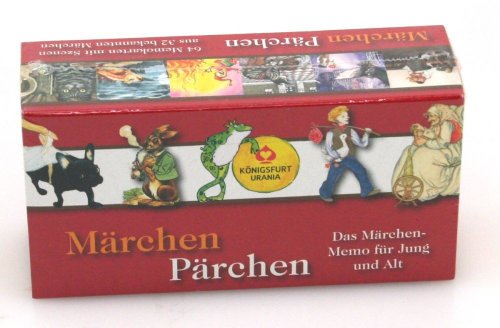 Märchen Pärchen
64 Memokarten mit Szenen
aus 32 bekannten Märchen
KÖNIGSFURT
URANIA
Märchen
Pärchen
Das Märchen-
Memo für Jung
und Alt